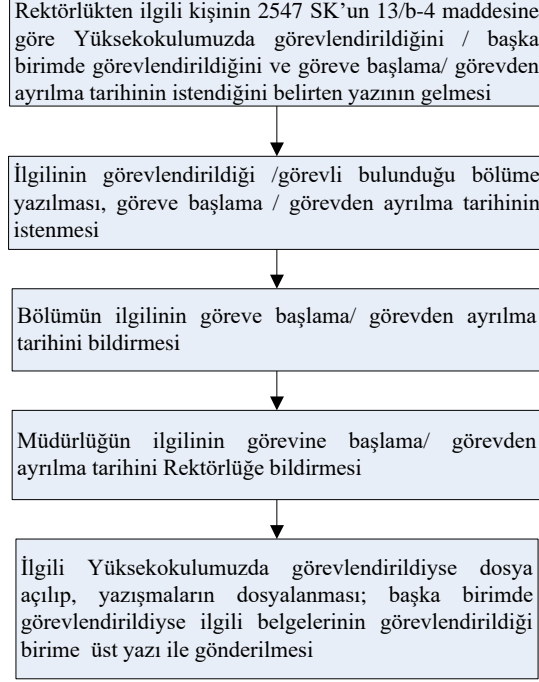 Rektörlükten ilgili kişinin 2547 SK’un 13/b-4 maddesine
göre Yüksekokulumuzda görevlendirildiğini / başka
birimde görevlendirildiğini ve göreve başlama/ görevden
ayrılma tarihinin istendiğini belirten yazının gelmesi
İlgilinin görevlendirildiği /görevli bulunduğu bölüme
yazılması, göreve başlama / görevden ayrılma tarihinin
istenmesi
Bölümün ilgilinin göreve başlama/ görevden ayrılma
tarihini bildirmesi
Müdürlüğün ilgilinin görevine başlama/ görevden
ayrılma tarihini Rektörlüğe bildirmesi
İlgili Yüksekokulumuzda görevlendirildiyse dosya
açılıp, yazışmaların dosyalanması; başka birimde
görevlendirildiyse ilgili belgelerinin görevlendirildiği
birime üst yazı ile gönderilmesi